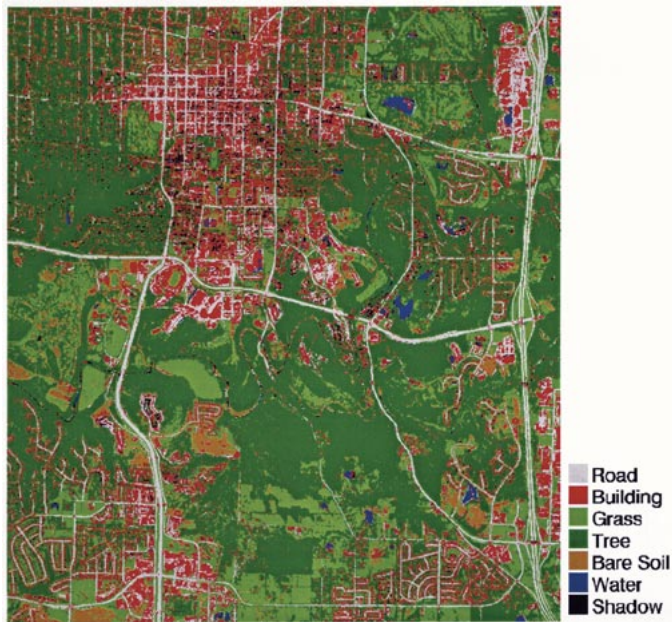 Road
Building
Grass
Tree
Bare Soil
Water
Shadow